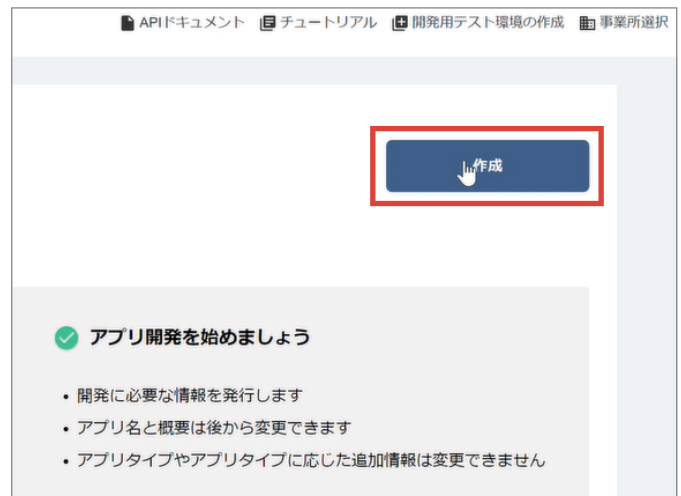 APIドキュメント チュートリアル 開発用テスト環境の作成 事業所選択
作成
アプリ開発を始めましょう
• 開発に必要な情報を発行します
• アプリ名と概要は後から変更できます
• アプリタイプやアプリタイプに応じた追加情報は変更できません